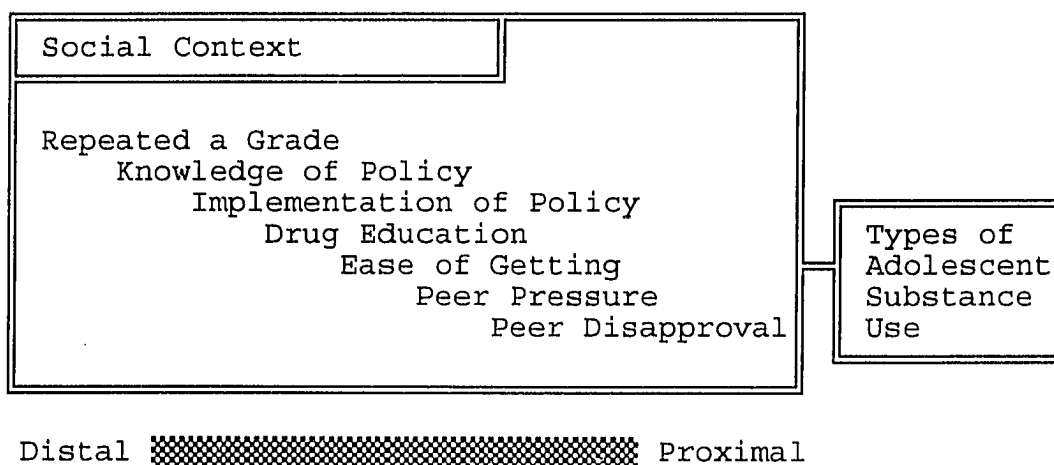 Social Context
Repeated a Grade
Knowledge of Policy
Implementation of Policy
Drug Education
Ease of Getting
Peer Pressure
Peer Disapproval
Types of
Adolescent
Substance
Use
Distal Proximal